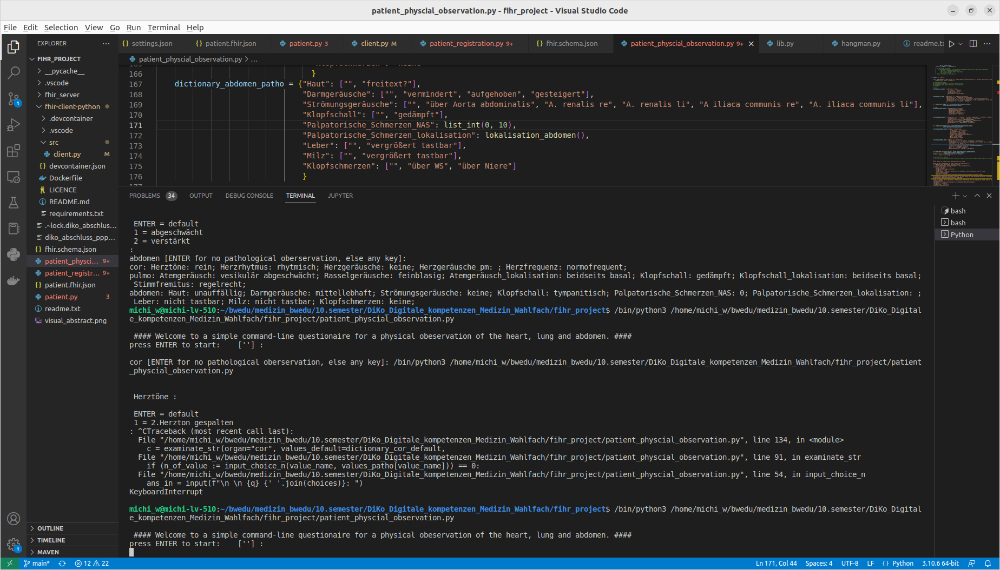 patient_physcial_observation.py - fihr_project - Visual Studio Code
File Edit Selection View Go Run Terminal Help
EXPLORER ···
settings.json patient.fhir.json patient.py 3 client.py M patient_registration.py 9+ fhir.schema.json patient_physcial_observation.py 9+ lib.py hangman.py readme.tx
patient_physcial_observation.py > ...
FIHR_PROJECT
__pycache__
.vscode
fhir_server
fhir-client-python
.devcontainer
.vscode
src
client.py M
devcontainer.json
Dockerfile
LICENCE
README.md
requirements.txt
.~lock.diko_abschlus...
diko_abschluss_ppp...
fhir.schema.json
patient_physci... 9+
patient_registr... 9+
patient.fhir.json
patient.py 3
readme.txt
visual_abstract.png
OUTLINE
TIMELINE
MAVEN
1
1
166 }
167 dictionary_abdomen_patho = {"Haut": ["", "freitext?"],
168 "Darmgeräusche": ["", "vermindert", "aufgehoben", "gesteigert"],
169 "Strömungsgeräusche": ["", "über Aorta abdominalis", "A. renalis re", "A. renalis li", "A iliaca communis re", "A. iliaca communis li"],
170 "Klopfschall": ["", "gedämpft"],
171 "Palpatorische_Schmerzen_NAS": list_int(0, 10),
172 "Palpatorische_Schmerzen_lokalisation": lokalisation_abdomen(),
173 "Leber": ["", "vergrößert tastbar"],
174 "Milz": ["", "vergrößert tastbar"],
175 "Klopfschmerzen": ["", "über WS", "über Niere"]
176 }
PROBLEMS 34 OUTPUT DEBUG CONSOLE TERMINAL JUPYTER
bash
bash
Python
ENTER = default
1 = abgeschwächt
2 = verstärkt
:
abdomen [ENTER for no pathological oberservation, else any key]:
cor: Herztöne: rein; Herzrhytmus: rhytmisch; Herzgeräusche: keine; Herzgeräusche_pm: ; Herzfrequenz: normofrequent;
pulmo: Atemgeräusch: vesikulär abgeschwächt; Rasselgeräusche: feinblasig; Atemgeräusch_lokalisation: beidseits basal; Klopfschall: gedämpft; Klopfschall_lokalisation: beidseits basal;
Stimmfremitus: regelrecht;
abdomen: Haut: unauffällig; Darmgeräusche: mittellebhaft; Strömungsgeräusche: keine; Klopfschall: tympanitisch; Palpatorische_Schmerzen_NAS: 0; Palpatorische_Schmerzen_lokalisation: ;
Leber: nicht tastbar; Milz: nicht tastbar; Klopfschmerzen: keine;
michi_w@michi-lv-510:~/bwedu/medizin_bwedu/10.semester/DiKo_Digitale_kompetenzen_Medizin_Wahlfach/fihr_project$ /bin/python3 /home/michi_w/bwedu/medizin_bwedu/10.semester/DiKo_Digital
e_kompetenzen_Medizin_Wahlfach/fihr_project/patient_physcial_observation.py
#### Welcome to a simple command-line questionaire for a physical obeservation of the heart, lung and abdomen. ####
press ENTER to start: [''] :
cor [ENTER for no pathological oberservation, else any key]: /bin/python3 /home/michi_w/bwedu/medizin_bwedu/10.semester/DiKo_Digitale_kompetenzen_Medizin_Wahlfach/fihr_project/patient
_physcial_observation.py
Herztöne :
ENTER = default
1 = 2.Herzton gespalten
: ^CTraceback (most recent call last):
File "/home/michi_w/bwedu/medizin_bwedu/10.semester/DiKo_Digitale_kompetenzen_Medizin_Wahlfach/fihr_project/patient_physcial_observation.py", line 134, in <module>
c = examinate_str(organ="cor", values_default=dictionary_cor_default,
File "/home/michi_w/bwedu/medizin_bwedu/10.semester/DiKo_Digitale_kompetenzen_Medizin_Wahlfach/fihr_project/patient_physcial_observation.py", line 91, in examinate_str
if (n_of_value := input_choice_n(value_name, values_patho[value_name])) == 0:
File "/home/michi_w/bwedu/medizin_bwedu/10.semester/DiKo_Digitale_kompetenzen_Medizin_Wahlfach/fihr_project/patient_physcial_observation.py", line 54, in input_choice_n
ans_in = input(f"\n \n {q} {' '.join(choices)}: ")
KeyboardInterrupt
michi_w@michi-lv-510:~/bwedu/medizin_bwedu/10.semester/DiKo_Digitale_kompetenzen_Medizin_Wahlfach/fihr_project$ /bin/python3 /home/michi_w/bwedu/medizin_bwedu/10.semester/DiKo_Digital
e_kompetenzen_Medizin_Wahlfach/fihr_project/patient_physcial_observation.py
#### Welcome to a simple command-line questionaire for a physical obeservation of the heart, lung and abdomen. ####
press ENTER to start: [''] :
main* 12 22 Ln 171, Col 44 Spaces: 4 UTF-8 LF { } Python 3.10.6 64-bit